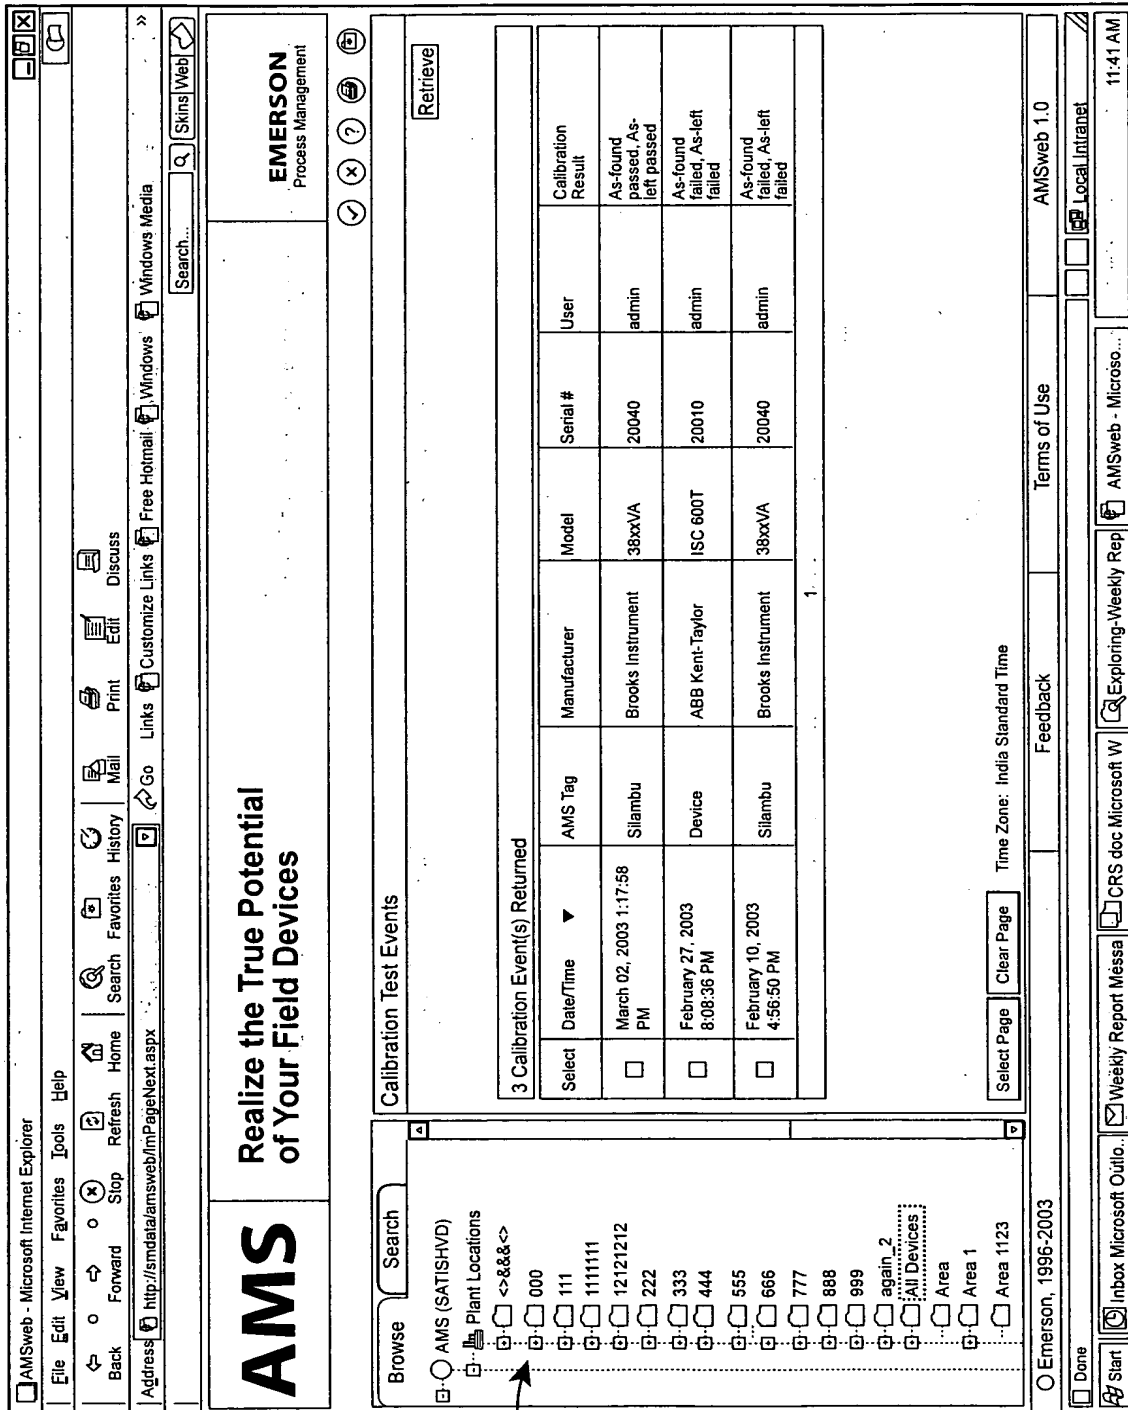 AMSweb - Microsoft Internet Explorer
File Edit View Favorites Tools Help
Back Forward Stop Refresh Home Search Favorites History Mail Print Edit Discuss
Address http://smdata/amsweb/ImPageNext.aspx Go Links Customize Links Free Hotmail Windows Windows Media »
Search... Skins Web
AMS
Realize the True Potential
of Your Field Devices
EMERSON
Process Management
Browse Search
AMS (SATISHVD)
Plant Locations
<>&&&<>
000
111
1111111
12121212
222
333
444
555
666
777
888
999
again_2
All Devices
Area
Area 1
Area 1123
Calibration Test Events
Retrieve
3 Calibration Event(s) Returned
Select Date/Time ▼ AMS Tag Manufacturer Model Serial # User Calibration Result
March 02, 2003 1:17:58 PM Silambu Brooks Instrument 38xxVA 20040 admin As-found passed, As-left passed
February 27, 2003 8:08:36 PM Device ABB Kent-Taylor ISC 600T 20010 admin As-found failed, As-left failed
February 10, 2003 4:56:50 PM Silambu Brooks Instrument 38xxVA 20040 admin As-found failed, As-left failed
1
Select Page Clear Page Time Zone: India Standard Time
Emerson, 1996-2003 Feedback Terms of Use AMSweb 1.0
Done Local Intranet
Start Inbox Microsoft Outlo.. Weekly Report Messa CRS doc Microsoft W Exploring-Weekly Rep AMSweb - Microso... 11:41 AM